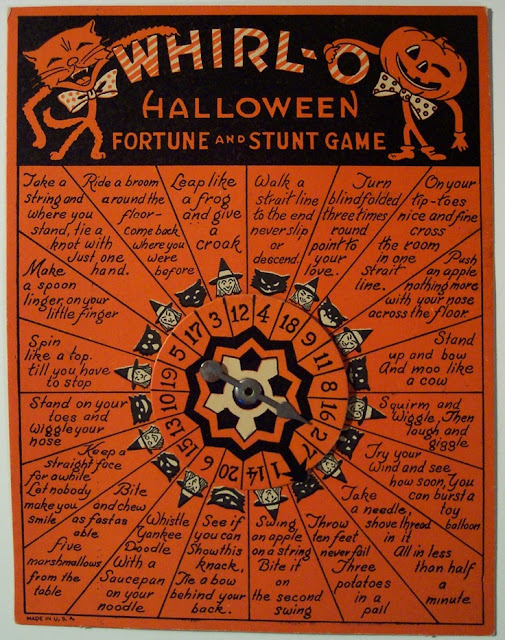 WHIRL-O
HALLOWEEN
FORTUNE AND STUNT GAME
Take a
string and
where you
stand, tie a
knot with
Just one
hand.
Ride a broom
around the
floor-
come back
where you
were
before
Leap like
a frog
and give
a
croak
Walk a
strait line
to the end
never slip
or
descend.
Turn
blindfolded
three times
round
point to
your
love.
On your
tip-toes
nice and fine
cross
the room
in one
strait
line.
Push
an apple
nothing more
with your nose
across the floor.
Stand
up and bow
And moo like
a cow
Squirm and
Wiggle, Then
laugh and
giggle
Try your
Wind and see
how soon, You
can burst a
toy
balloon
Take
a needle,
shove thread
in it
All in less
than half
a
minute.
Throw
ten feet
never fail
Three
potatoes
in a
pail
Swing
an apple
on a string
Bite it
on
the second
swing
See if
you can
Show this
knack,
Tie a bow
behind your
back.
Whistle
Yankee
Doodle
With a
Saucepan
on your
noodle
Bite
and chew
as fast as
able
five
marshmallows
from the
table
Keep a
straight face
for awhile
Let nobody
make you
smile
Stand on your
toes and
Wiggle your
nose
Spin
like a top.
till you have
to stop
Make
a spoon
linger, on your
little finger
12
4
18
9
11
8
16
2
7
1
14
20
6
13
15
10
19
5
17
3
MADE IN U.S.A.